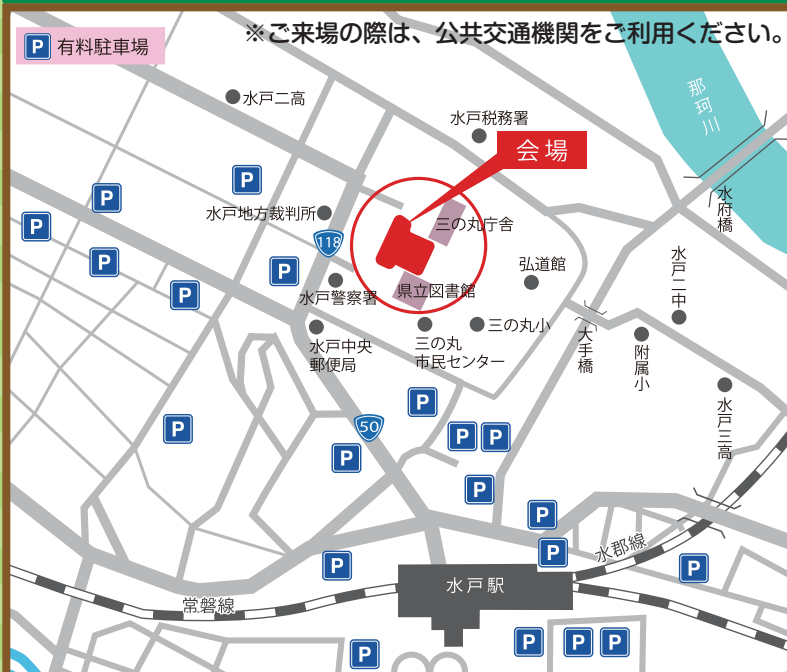 ※ご来場の際は、公共交通機関をご利用ください。
P 有料駐車場
那珂川
水戸二高
水戸税務署
会場
P
P
水府橋
水戸地方裁判所
三の丸庁舎
P
118
水戸二中
P
P
弘道館
県立図書館
水戸警察署
P
三の丸小
大手橋
水戸中央
郵便局
三の丸
市民センター
附属小
P
水戸三高
50
P
P
P
P
P
P
水郡線
P
P
P
水戸駅
常磐線
P
P
P
P